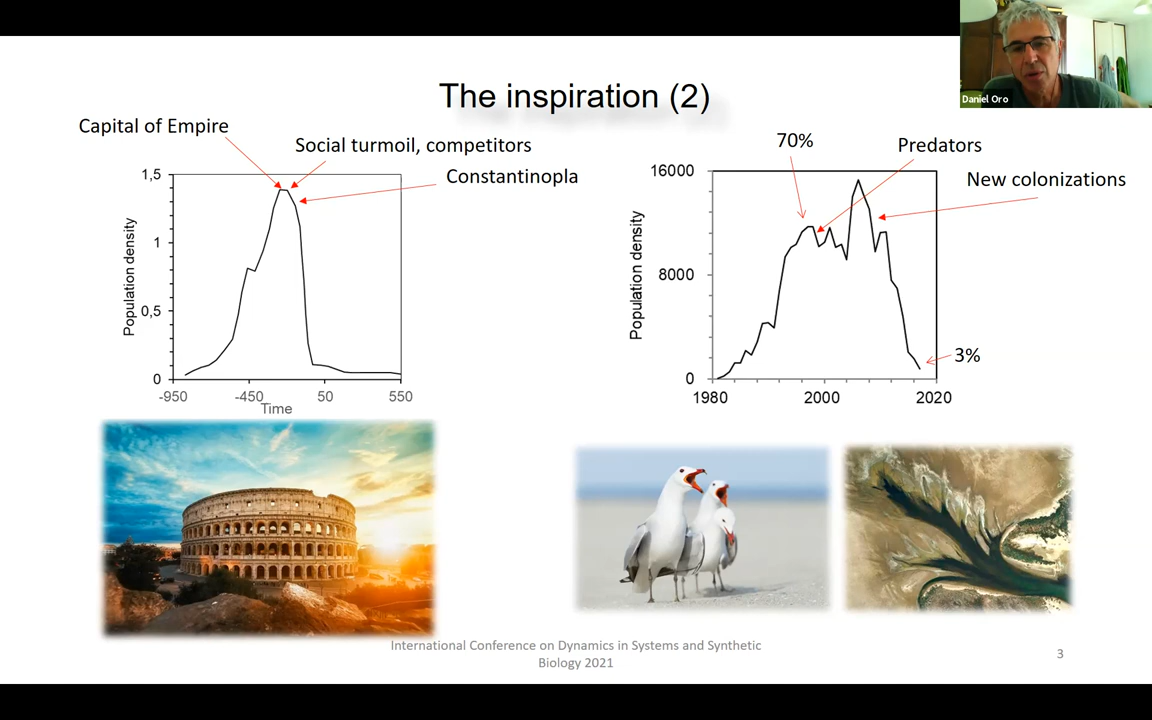 The inspiration (2)
Daniel Oro
Capital of Empire
Social turmoil, competitors
Constantinopla
1,5
1
0,5
0
Population density
-950
-450
50
550
Time
70%
Predators
New colonizations
16000
8000
0
Population density
3%
1980
2000
2020
International Conference on Dynamics in Systems and Synthetic
Biology 2021
3